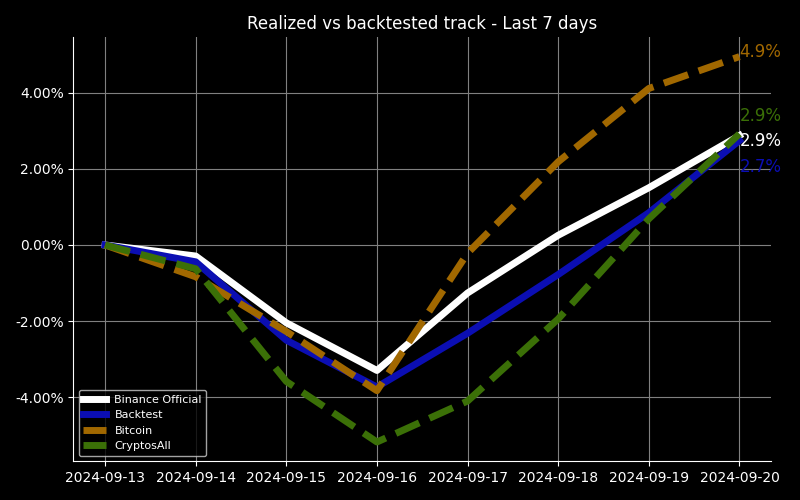 Realized vs backtested track - Last 7 days
4.9%
4.00%
2.9%
2.9%
2.00%
2.7%
0.00%
-2.00%
-4.00%
Binance Official
Backtest
Bitcoin
CryptosAll
2024-09-13 2024-09-14 2024-09-15 2024-09-16 2024-09-17 2024-09-18 2024-09-19 2024-09-20